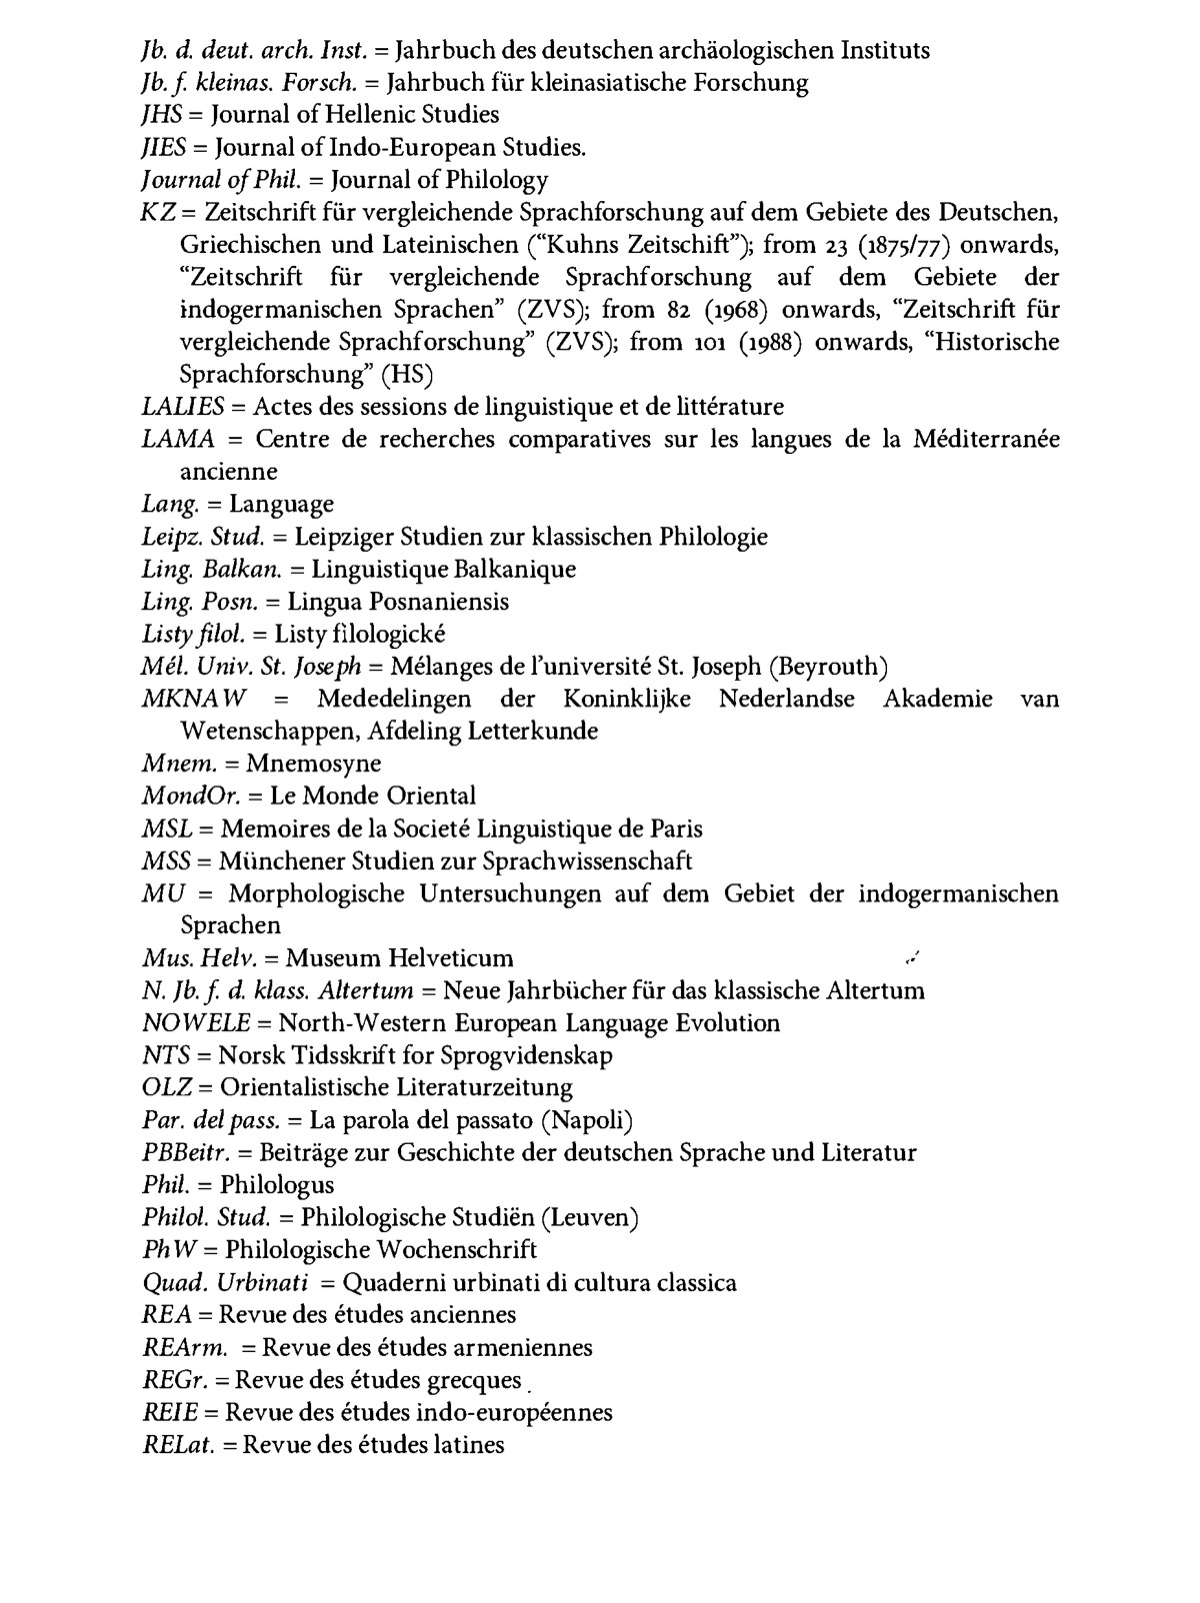 Jb. d. deut. arch. Inst. = Jahrbuch des deutschen archäologischen Instituts
Jb. f. kleinas. Forsch. = Jahrbuch für kleinasiatische Forschung
JHS = Journal of Hellenic Studies
JIES = Journal of Indo-European Studies.
Journal of Phil. = Journal of Philology
KZ = Zeitschrift für vergleichende Sprachforschung auf dem Gebiete des Deutschen,
Griechischen und Lateinischen (“Kuhns Zeitschift”); from 23 (1875/77) onwards,
“Zeitschrift für vergleichende Sprachforschung auf dem Gebiete der
indogermanischen Sprachen” (ZVS); from 82 (1968) onwards, “Zeitschrift für
vergleichende Sprachforschung” (ZVS); from 101 (1988) onwards, “Historische
Sprachforschung” (HS)
LALIES = Actes des sessions de linguistique et de littérature
LAMA = Centre de recherches comparatives sur les langues de la Méditerranée
ancienne
Lang. = Language
Leipz. Stud. = Leipziger Studien zur klassischen Philologie
Ling. Balkan. = Linguistique Balkanique
Ling. Posn. = Lingua Posnaniensis
Listy filol. = Listy filologické
Mél. Univ. St. Joseph = Mélanges de l’université St. Joseph (Beyrouth)
MKNAW = Mededelingen der Koninklijke Nederlandse Akademie van
Wetenschappen, Afdeling Letterkunde
Mnem. = Mnemosyne
MondOr. = Le Monde Oriental
MSL = Memoires de la Societé Linguistique de Paris
MSS = Münchener Studien zur Sprachwissenschaft
MU = Morphologische Untersuchungen auf dem Gebiet der indogermanischen
Sprachen
Mus. Helv. = Museum Helveticum
N. Jb. f. d. klass. Altertum = Neue Jahrbücher für das klassische Altertum
NOWELE = North-Western European Language Evolution
NTS = Norsk Tidsskrift for Sprogvidenskap
OLZ = Orientalistische Literaturzeitung
Par. del pass. = La parola del passato (Napoli)
PBBeitr. = Beiträge zur Geschichte der deutschen Sprache und Literatur
Phil. = Philologus
Philol. Stud. = Philologische Studiën (Leuven)
PhW = Philologische Wochenschrift
Quad. Urbinati = Quaderni urbinati di cultura classica
REA = Revue des études anciennes
REArm. = Revue des études armeniennes
REGr. = Revue des études grecques
REIE = Revue des études indo-européennes
RELat. = Revue des études latines